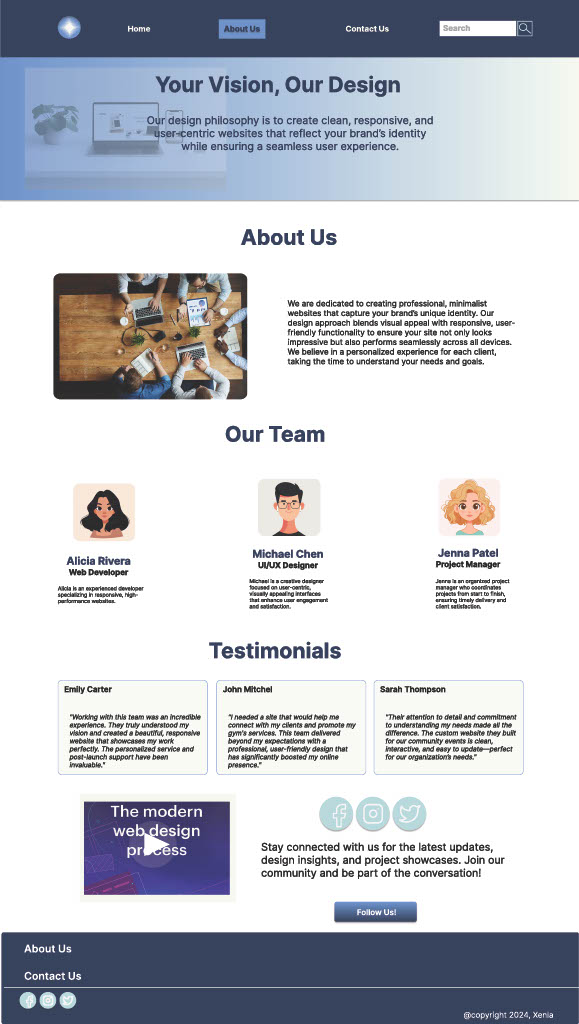 Home
About Us
Contact Us
Search
Your Vision, Our Design
Our design philosophy is to create clean, responsive, and
user-centric websites that reflect your brand's identity
while ensuring a seamless user experience.
About Us
We are dedicated to creating professional, minimalist
websites that capture your brand's unique identity. Our
design approach blends visual appeal with responsive, user-
friendly functionality to ensure your site not only looks
impressive but also performs seamlessly across all devices.
We believe in a personalized experience for each client,
taking the time to understand your needs and goals.
Our Team
Alicia Rivera
Web Developer
Alicia is an experienced developer
specializing in responsive, high-
performance websites.
Michael Chen
UI/UX Designer
Michael is a creative designer
focused on user-centric,
visually appealing interfaces
that enhance user engagement
and satisfaction.
Jenna Patel
Project Manager
Jenna is an organized project
manager who coordinates
projects from start to finish,
ensuring timely delivery and
client satisfaction.
Testimonials
Emily Carter
"Working with this team was an incredible
experience. They truly understood my
vision and created a beautiful, responsive
website that showcases my work
perfectly. The personalized service and
post-launch support have been
invaluable."
John Mitchel
"I needed a site that would help me
connect with my clients and promote my
gym's services. This team delivered
beyond my expectations with a
professional, user-friendly design that
has significantly boosted my online
presence."
Sarah Thompson
"Their attention to detail and commitment
to understanding my needs made all the
difference. The custom website they built
for our community events is clean,
interactive, and easy to update—perfect
for our organization's needs."
The modern
web design
process
Stay connected with us for the latest updates,
design insights, and project showcases. Join our
community and be part of the conversation!
Follow Us!
About Us
Contact Us
@copyright 2024, Xenia